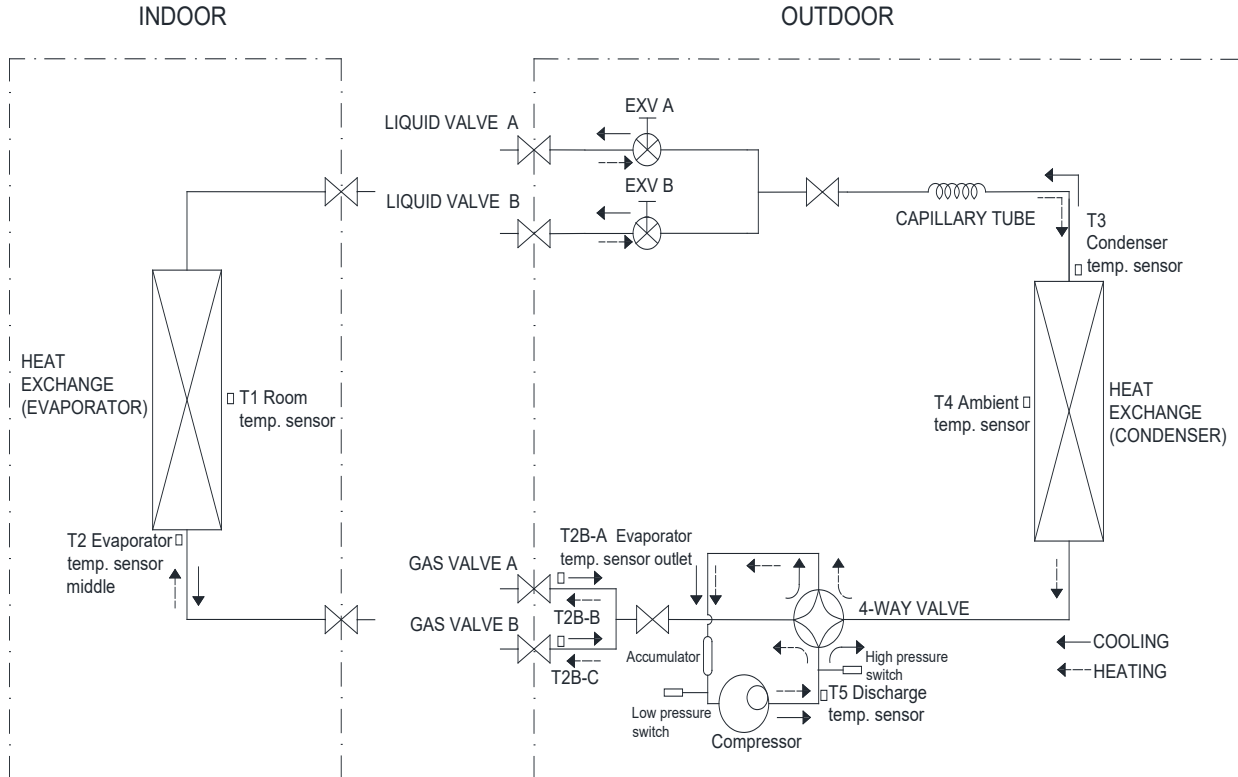 INDOOR
OUTDOOR
EXV A
LIQUID VALVE A
EXV B
LIQUID VALVE B
CAPILLARY TUBE
T3
Condenser
temp. sensor
HEAT
EXCHANGE
(EVAPORATOR)
T1 Room
temp. sensor
T4 Ambient
temp. sensor
HEAT
EXCHANGE
(CONDENSER)
T2 Evaporator
temp. sensor
middle
T2B-A Evaporator
temp. sensor outlet
GAS VALVE A
T2B-B
GAS VALVE B
T2B-C
4-WAY VALVE
Accumulator
High pressure
switch
COOLING
HEATING
Low pressure
switch
T5 Discharge
temp. sensor
Compressor